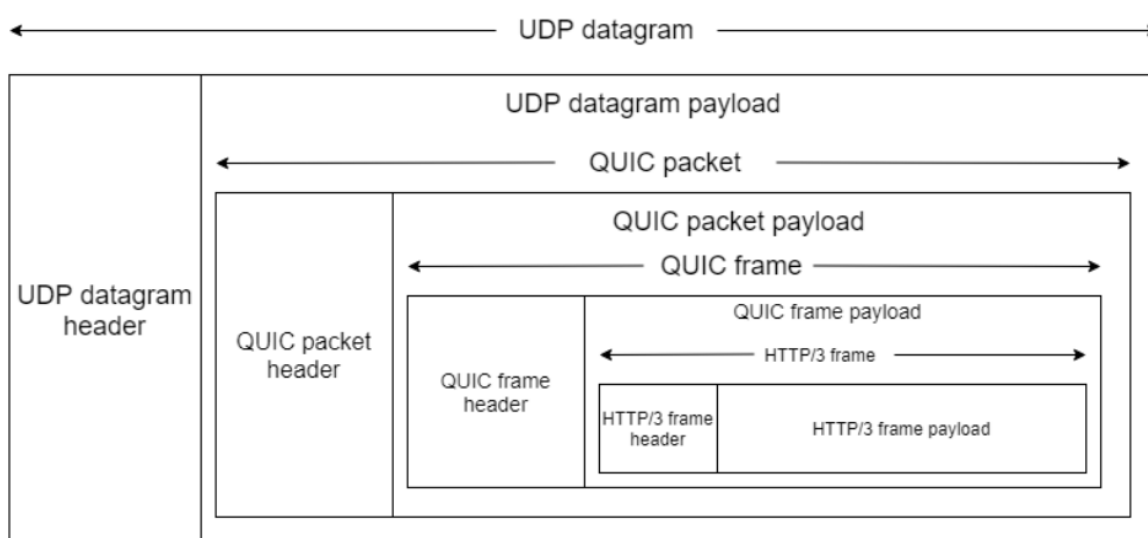 UDP datagram
UDP datagram payload
QUIC packet
QUIC packet payload
QUIC frame
UDP datagram
header
QUIC packet
header
QUIC frame payload
HTTP/3 frame
QUIC frame
header
HTTP/3 frame
header
HTTP/3 frame payload